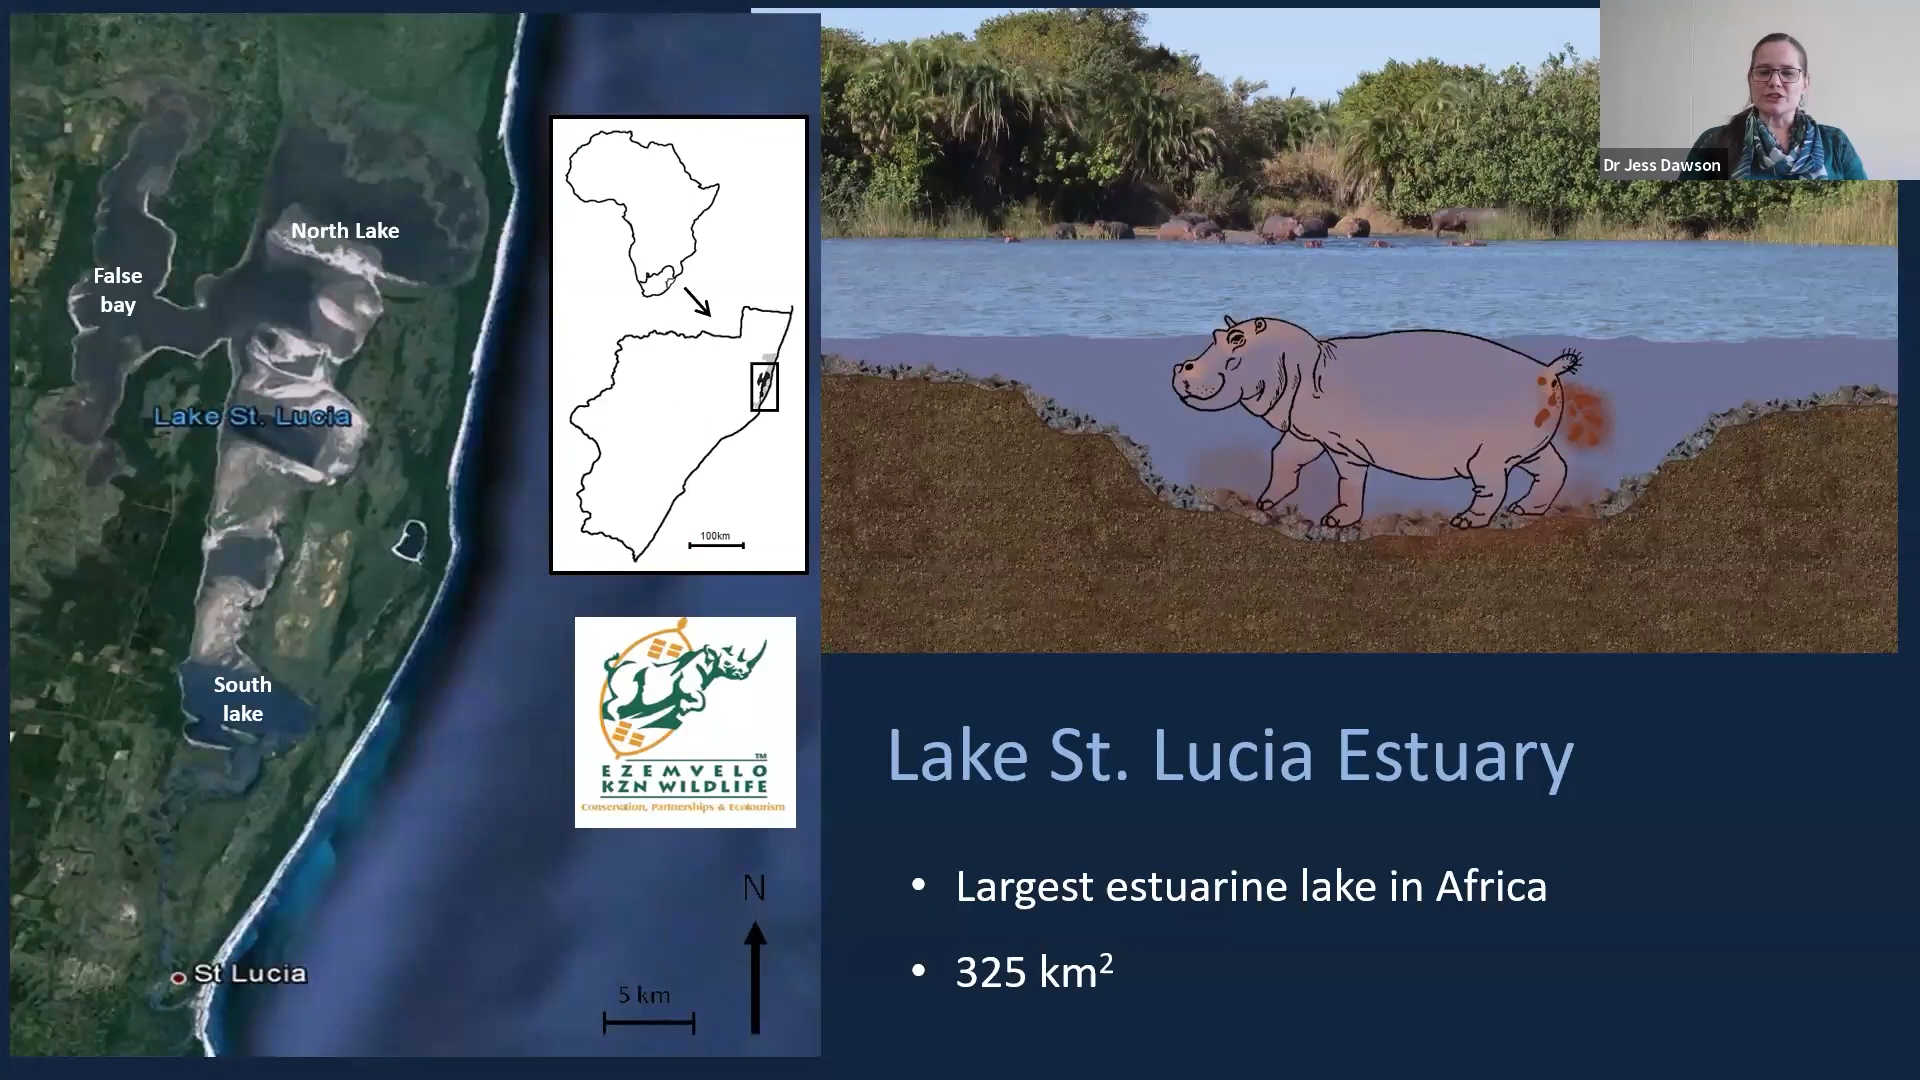 North Lake
False
bay
Lake St. Lucia
South
lake
St Lucia
100km
TM
EZEMVELO
KZN WILDLIFE
Conservation, Partnerships & Ecotourism
N
5 km
Dr Jess Dawson
Lake St. Lucia Estuary
• Largest estuarine lake in Africa
• 325 km²